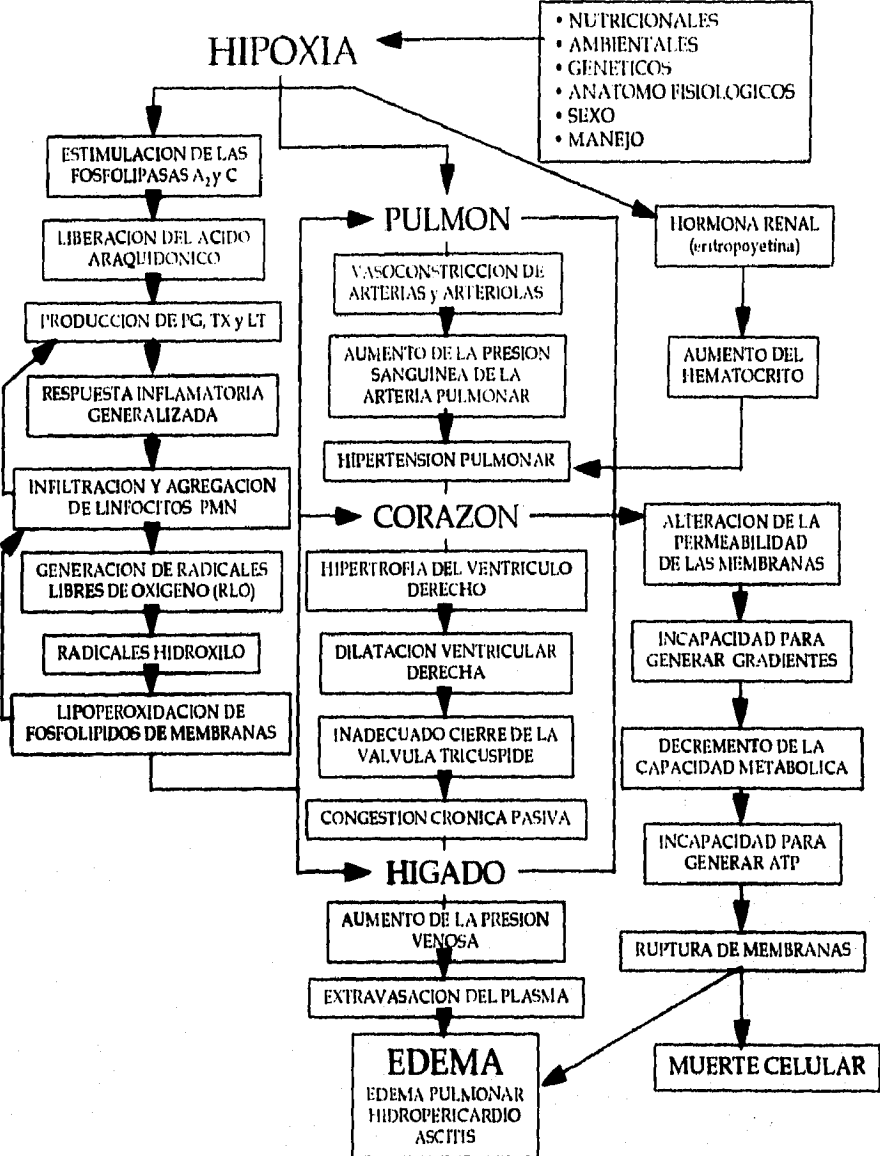 HIPOXIA
• NUTRICIONALES
• AMBIENTALES
• GENETICOS
• ANATOMO FISIOLOGICOS
• SEXO
• MANEJO
ESTIMULACION DE LAS
FOSFOLIPASAS A₂ y C
LIBERACION DEL ACIDO
ARAQUIDONICO
PRODUCCION DE PG, TX y LT
RESPUESTA INFLAMATORIA
GENERALIZADA
INFILTRACION Y AGREGACION
DE LINFOCITOS PMN
GENERACION DE RADICALES
LIBRES DE OXIGENO (RLO)
RADICALES HIDROXILO
LIPOPEROXIDACION DE
FOSFOLIPIDOS DE MEMBRANAS
PULMON
VASOCONSTRICCION DE
ARTERIAS y ARTERIOLAS
AUMENTO DE LA PRESION
SANGUINEA DE LA
ARTERIA PULMONAR
HIPERTENSION PULMONAR
CORAZON
HIPERTROFIA DEL VENTRICULO
DERECHO
DILATACION VENTRICULAR
DERECHA
INADECUADO CIERRE DE LA
VALVULA TRICUSPIDE
CONGESTION CRONICA PASIVA
HIGADO
AUMENTO DE LA PRESION
VENOSA
EXTRAVASACION DEL PLASMA
EDEMA
EDEMA PULMONAR
HIDROPERICARDIO
ASCITIS
HORMONA RENAL
(eritropoyetina)
AUMENTO DEL
HEMATOCRITO
ALTERACION DE LA
PERMEABILIDAD
DE LAS MEMBRANAS
INCAPACIDAD PARA
GENERAR GRADIENTES
DECREMENTO DE LA
CAPACIDAD METABOLICA
INCAPACIDAD PARA
GENERAR ATP
RUPTURA DE MEMBRANAS
MUERTE CELULAR